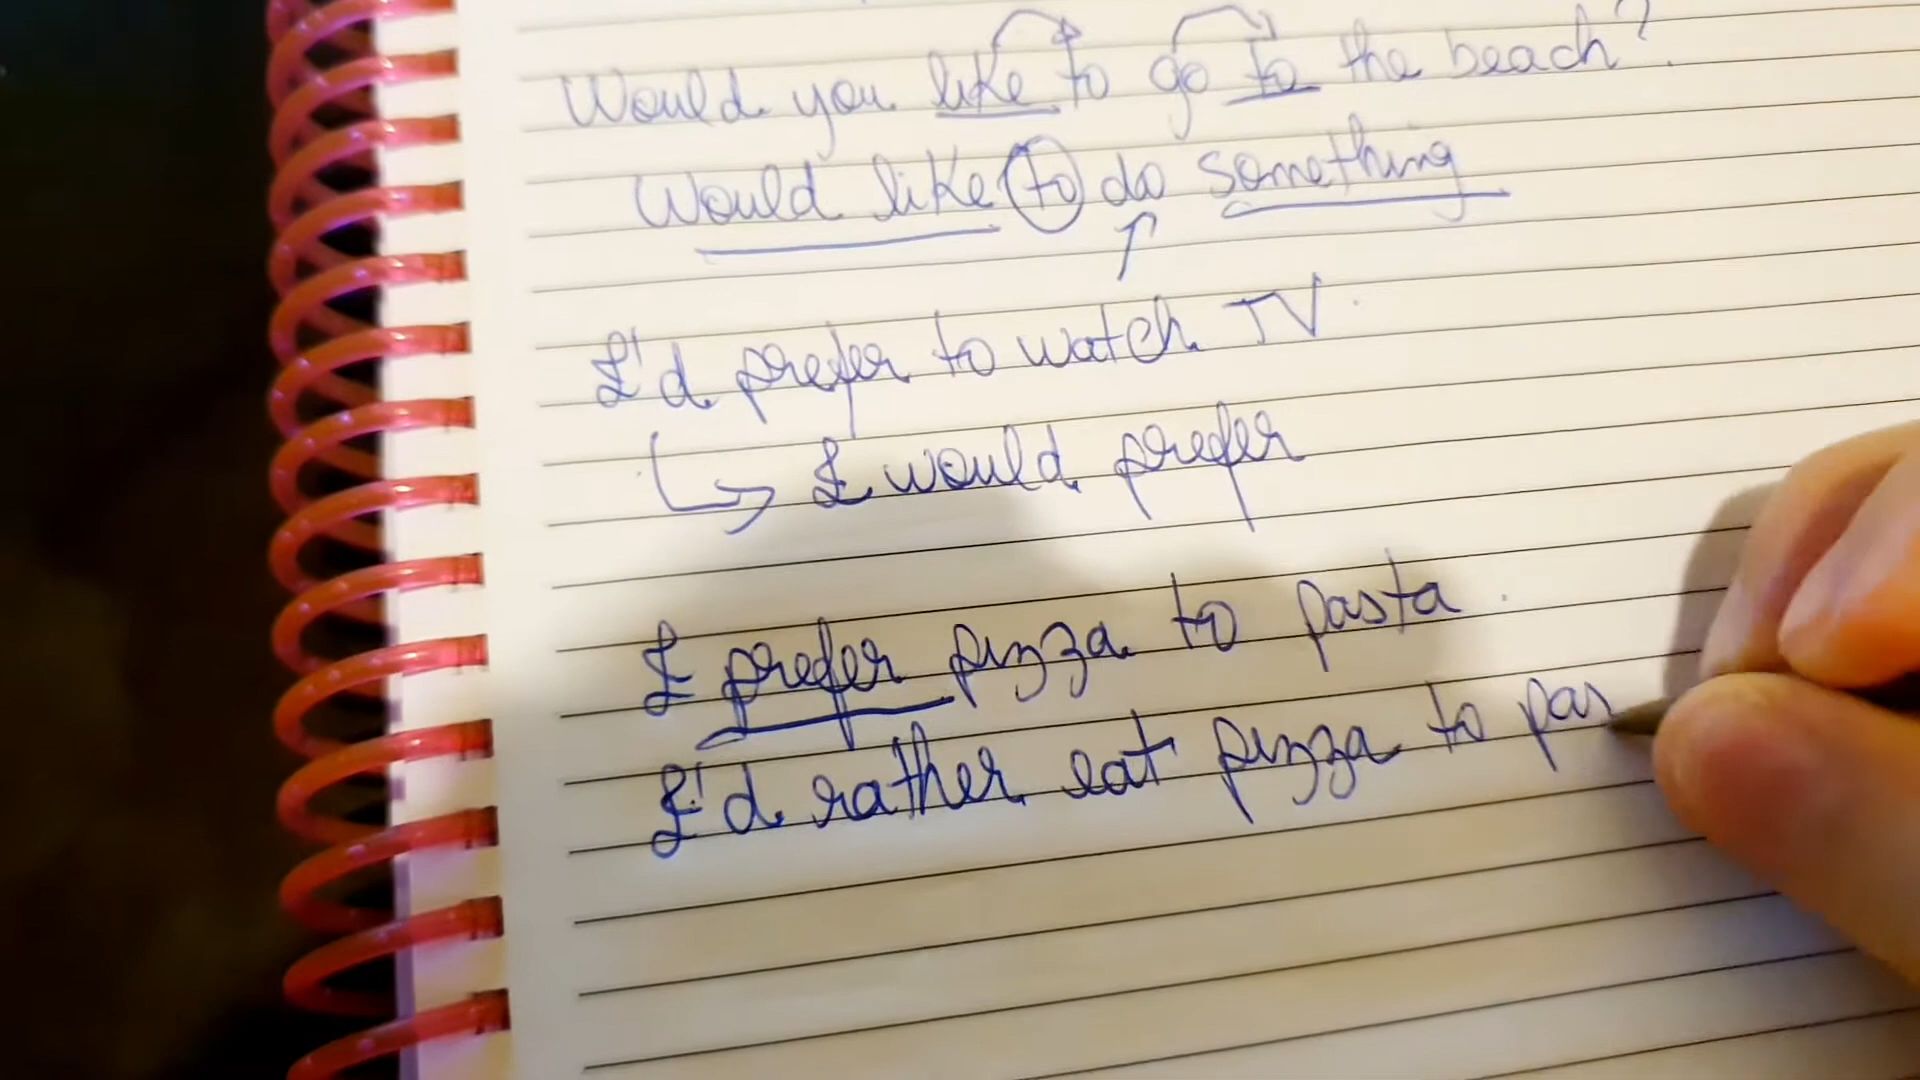 Would you like to go to the beach?
Would like to do something
I'd prefer to watch TV.
I would prefer
I prefer pizza to pasta.
I'd rather eat pizza to pas